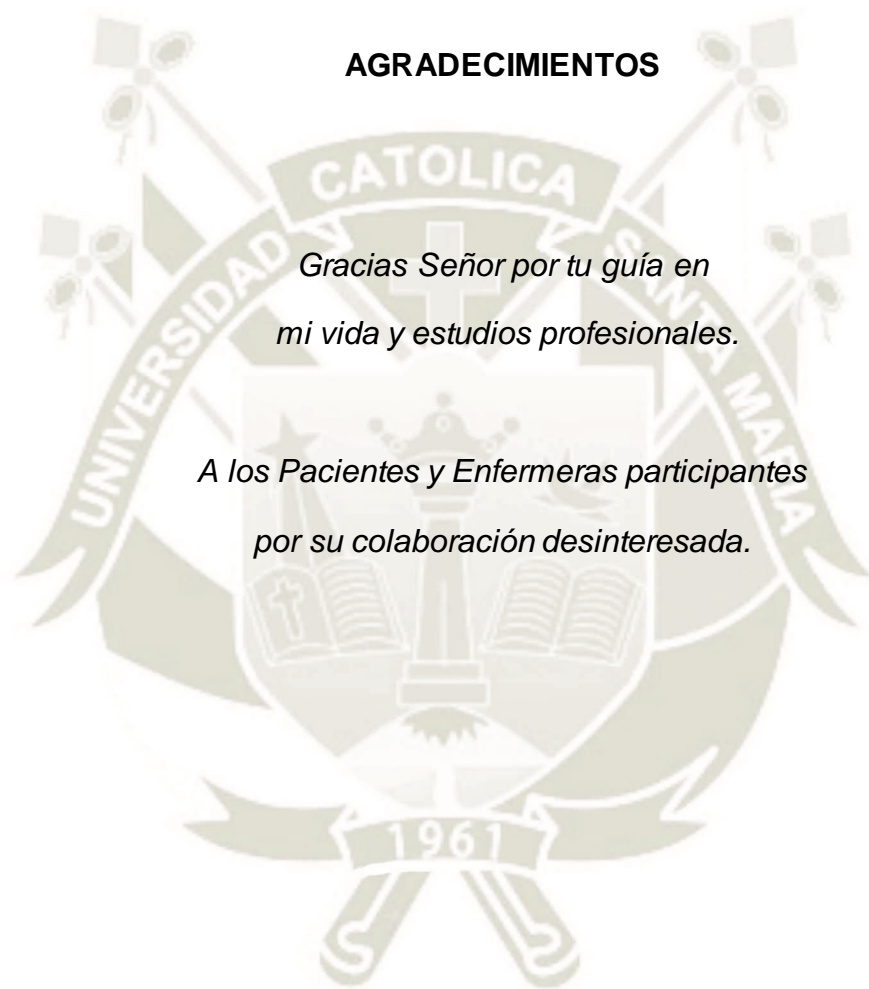 AGRADECIMIENTOS
CATOLICA
UNIVERSIDAD
SANTA MARIA
Gracias Señor por tu guía en
mi vida y estudios profesionales.
A los Pacientes y Enfermeras participantes
por su colaboración desinteresada.
1961